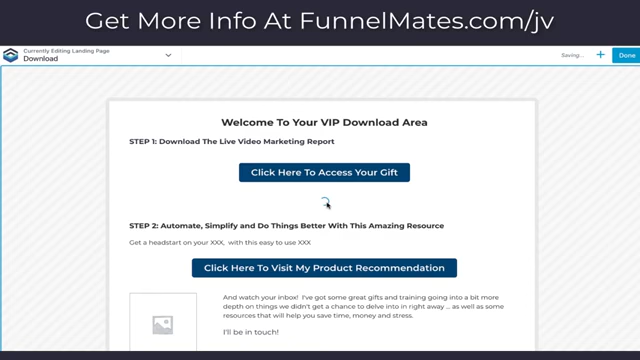 Get More Info At FunnelMates.com/jv
Currently Editing Landing Page
Download
Saving...
Done
Welcome To Your VIP Download Area
STEP 1: Download The Live Video Marketing Report
Click Here To Access Your Gift
STEP 2: Automate, Simplify and Do Things Better With This Amazing Resource
Get a headstart on your XXX, with this easy to use XXX
Click Here To Visit My Product Recommendation
And watch your inbox! I've got some great gifts and training going into a bit more
depth on things we didn't get a chance to delve into in right away ... as well as some
resources that will help you save time, money and stress.
I'll be in touch!